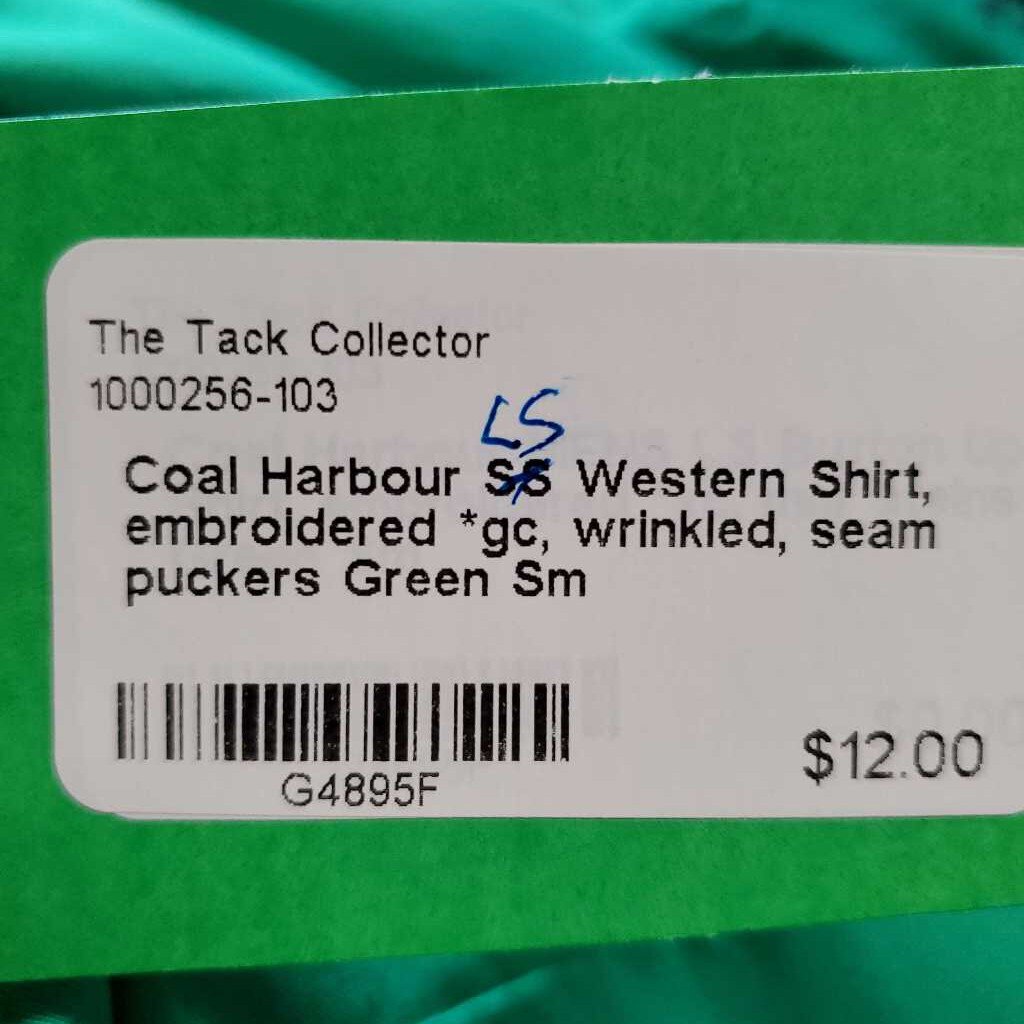 The Tack Collector
1000256-103
LS
Coal Harbour SS Western Shirt,
embroidered *gc, wrinkled, seam
puckers Green Sm
G4895F
$12.00